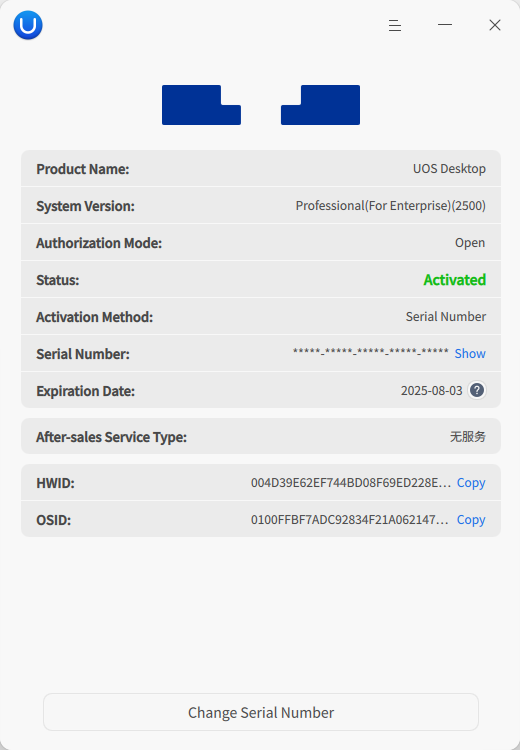 Product Name: UOS Desktop
System Version: Professional(For Enterprise)(2500)
Authorization Mode: Open
Status: Activated
Activation Method: Serial Number
Serial Number: *****-*****-*****-*****-***** Show
Expiration Date: 2025-08-03 ?
After-sales Service Type: 无服务
HWID: 004D39E62EF744BD08F69ED228E... Copy
OSID: 0100FFBF7ADC92834F21A062147... Copy
Change Serial Number